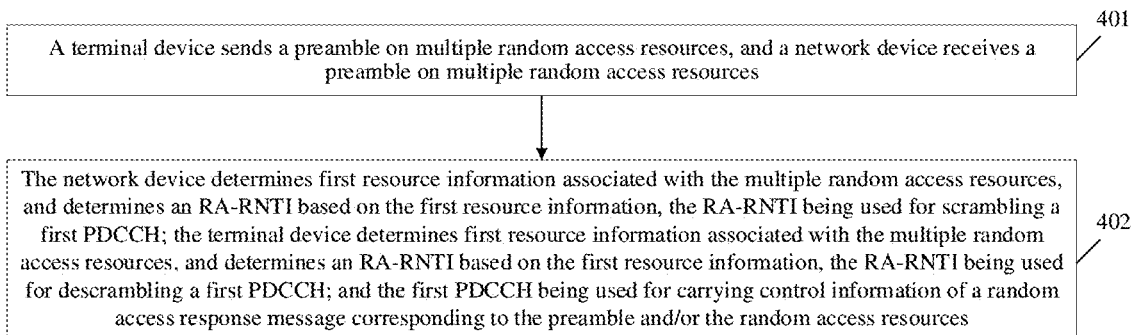 401
A terminal device sends a preamble on multiple random access resources, and a network device receives a
preamble on multiple random access resources
The network device determines first resource information associated with the multiple random access resources,
and determines an RA-RNTI based on the first resource information, the RA-RNTI being used for scrambling a
first PDCCH; the terminal device determines first resource information associated with the multiple random
access resources, and determines an RA-RNTI based on the first resource information, the RA-RNTI being used
for descrambling a first PDCCH; and the first PDCCH being used for carrying control information of a random
access response message corresponding to the preamble and/or the random access resources
402